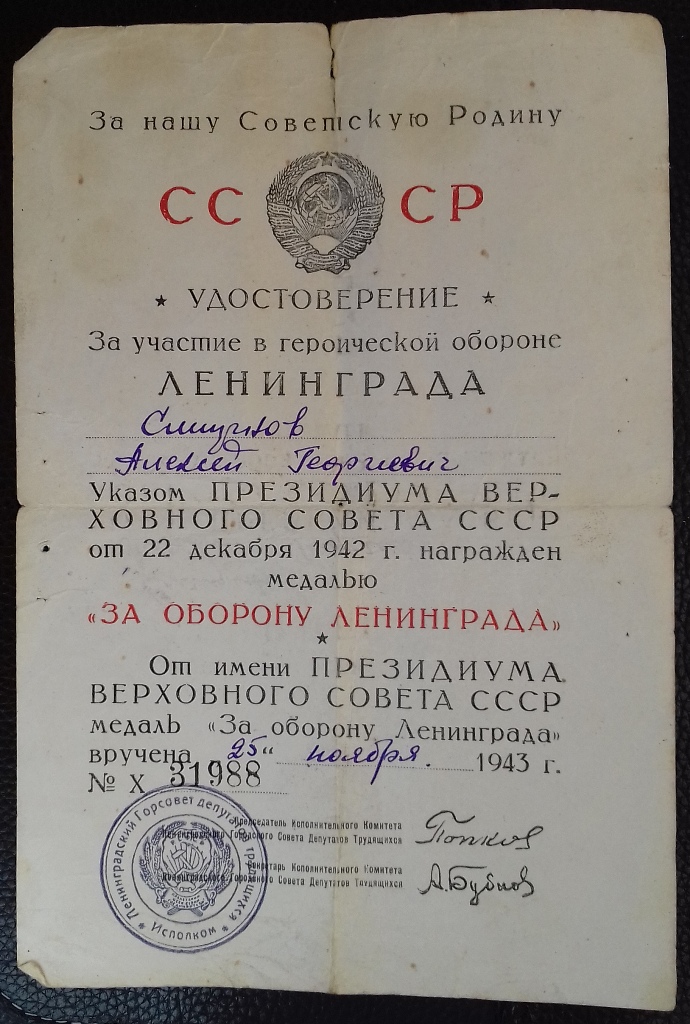 За нашу Советскую Родину
СС СР
★ УДОСТОВЕРЕНИЕ ★
За участие в героической обороне
ЛЕНИНГРАДА
Алексей Георгиевич
Указом ПРЕЗИДИУМА ВЕР-
ХОВНОГО СОВЕТА СССР
от 22 декабря 1942 г. награжден
медалью
«ЗА ОБОРОНУ ЛЕНИНГРАДА»
★
От имени ПРЕЗИДИУМА
ВЕРХОВНОГО СОВЕТА СССР
медаль «За оборону Ленинграда»
вручена „25“ ноября. 1943 г.
№ Х 31988
Председатель Исполнительного Комитета
Ленинградского Городского Совета Депутатов Трудящихся
Попков
Секретарь Исполнительного Комитета
Ленинградского Городского Совета Депутатов Трудящихся
А.Бубнов
Ленинградский Горсовет депутатов трудящихся ★ Исполком ★